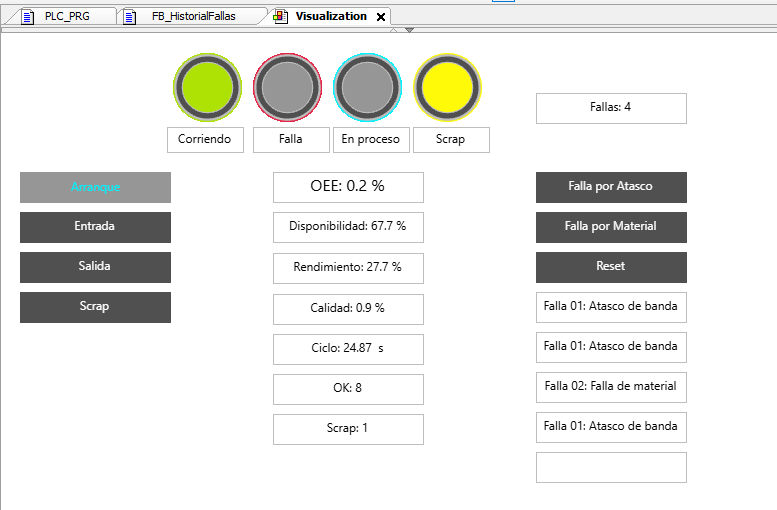 PLC_PRG
FB_HistorialFallas
Visualization
Corriendo
Falla
En proceso
Scrap
Fallas: 4
Arranque
Entrada
Salida
Scrap
OEE: 0.2 %
Disponibilidad: 67.7 %
Rendimiento: 27.7 %
Calidad: 0.9 %
Ciclo: 24.87 s
OK: 8
Scrap: 1
Falla por Atasco
Falla por Material
Reset
Falla 01: Atasco de banda
Falla 01: Atasco de banda
Falla 02: Falla de material
Falla 01: Atasco de banda